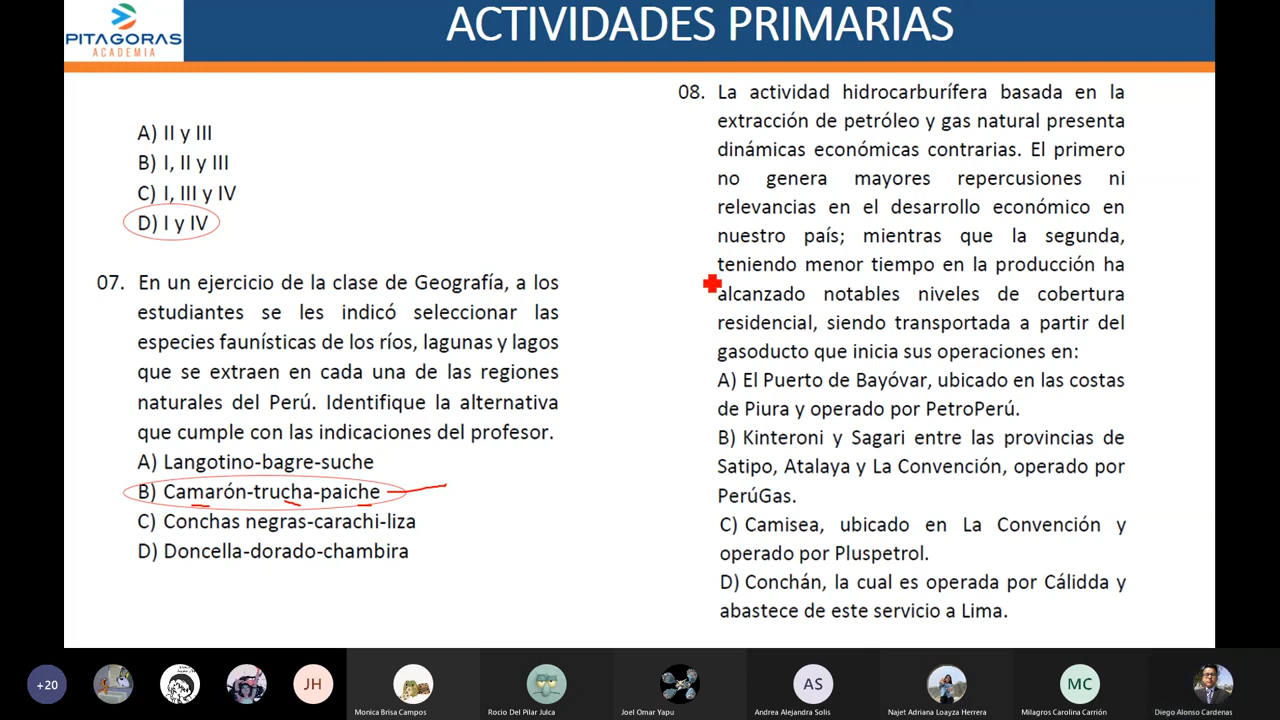 PITAGORAS
ACADEMIA
ACTIVIDADES PRIMARIAS
A) II y III
B) I, II y III
C) I, III y IV
D) I y IV
07. En un ejercicio de la clase de Geografía, a los
estudiantes se les indicó seleccionar las
especies faunísticas de los ríos, lagunas y lagos
que se extraen en cada una de las regiones
naturales del Perú. Identifique la alternativa
que cumple con las indicaciones del profesor.
A) Langotino-bagre-suche
B) Camarón-trucha-paiche
C) Conchas negras-carachi-liza
D) Doncella-dorado-chambira
08. La actividad hidrocarburífera basada en la
extracción de petróleo y gas natural presenta
dinámicas económicas contrarias. El primero
no genera mayores repercusiones ni
relevancias en el desarrollo económico en
nuestro país; mientras que la segunda,
teniendo menor tiempo en la producción ha
alcanzado notables niveles de cobertura
residencial, siendo transportada a partir del
gasoducto que inicia sus operaciones en:
A) El Puerto de Bayóvar, ubicado en las costas
de Piura y operado por PetroPerú.
B) Kinteroni y Sagari entre las provincias de
Satipo, Atalaya y La Convención, operado por
PerúGas.
C) Camisea, ubicado en La Convención y
operado por Pluspetrol.
D) Conchán, la cual es operada por Cálidda y
abastece de este servicio a Lima.
+20
JH
AS
MC
Monica Brisa Campos
Rocio Del Pilar Julca
Joel Omar Yapu
Andrea Alejandra Solis
Najet Adriana Loayza Herrera
Milagros Carolina Carrión
Diego Alonso Cardenas